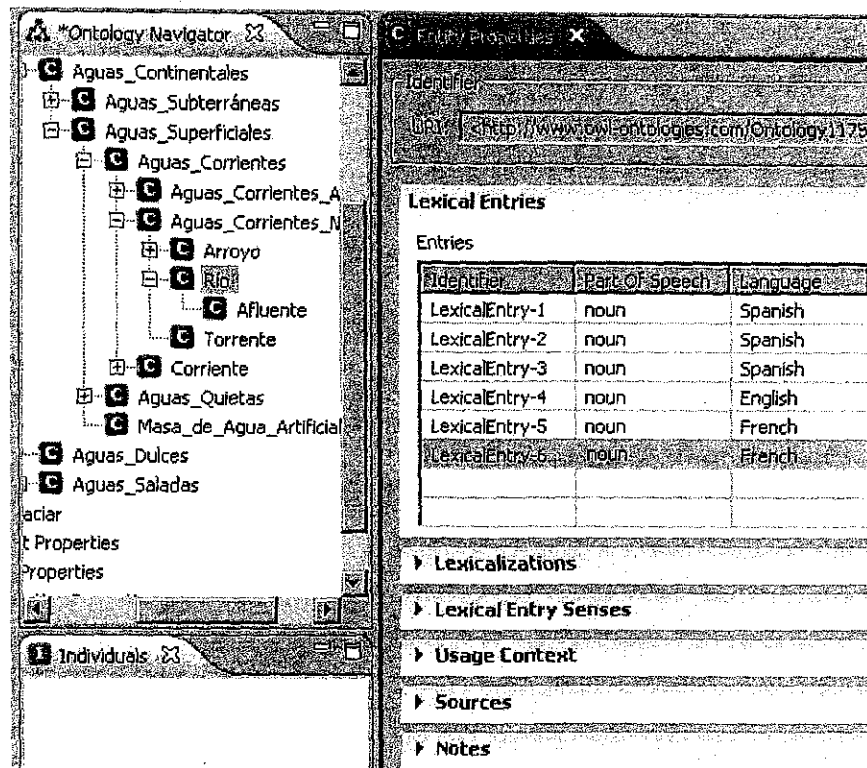 *Ontology Navigator
Aguas_Continentales
Aguas_Subterráneas
Aguas_Superficiales
Aguas_Corrientes
Aguas_Corrientes_A
Aguas_Corrientes_N
Arroyo
Río
Afluente
Torrente
Corriente
Aguas_Quietas
Masa_de_Agua_Artificial
Aguas_Dulces
Aguas_Saladas
aciar
t Properties
Properties
Individuals
Entity Properties
Identifier
URI: <http://www.owl-ontologies.com/Ontology1175
Lexical Entries
Entries
Identifier Part Of Speech Language
LexicalEntry-1 noun Spanish
LexicalEntry-2 noun Spanish
LexicalEntry-3 noun Spanish
LexicalEntry-4 noun English
LexicalEntry-5 noun French
LexicalEntry-6 noun French
Lexicalizations
Lexical Entry Senses
Usage Context
Sources
Notes